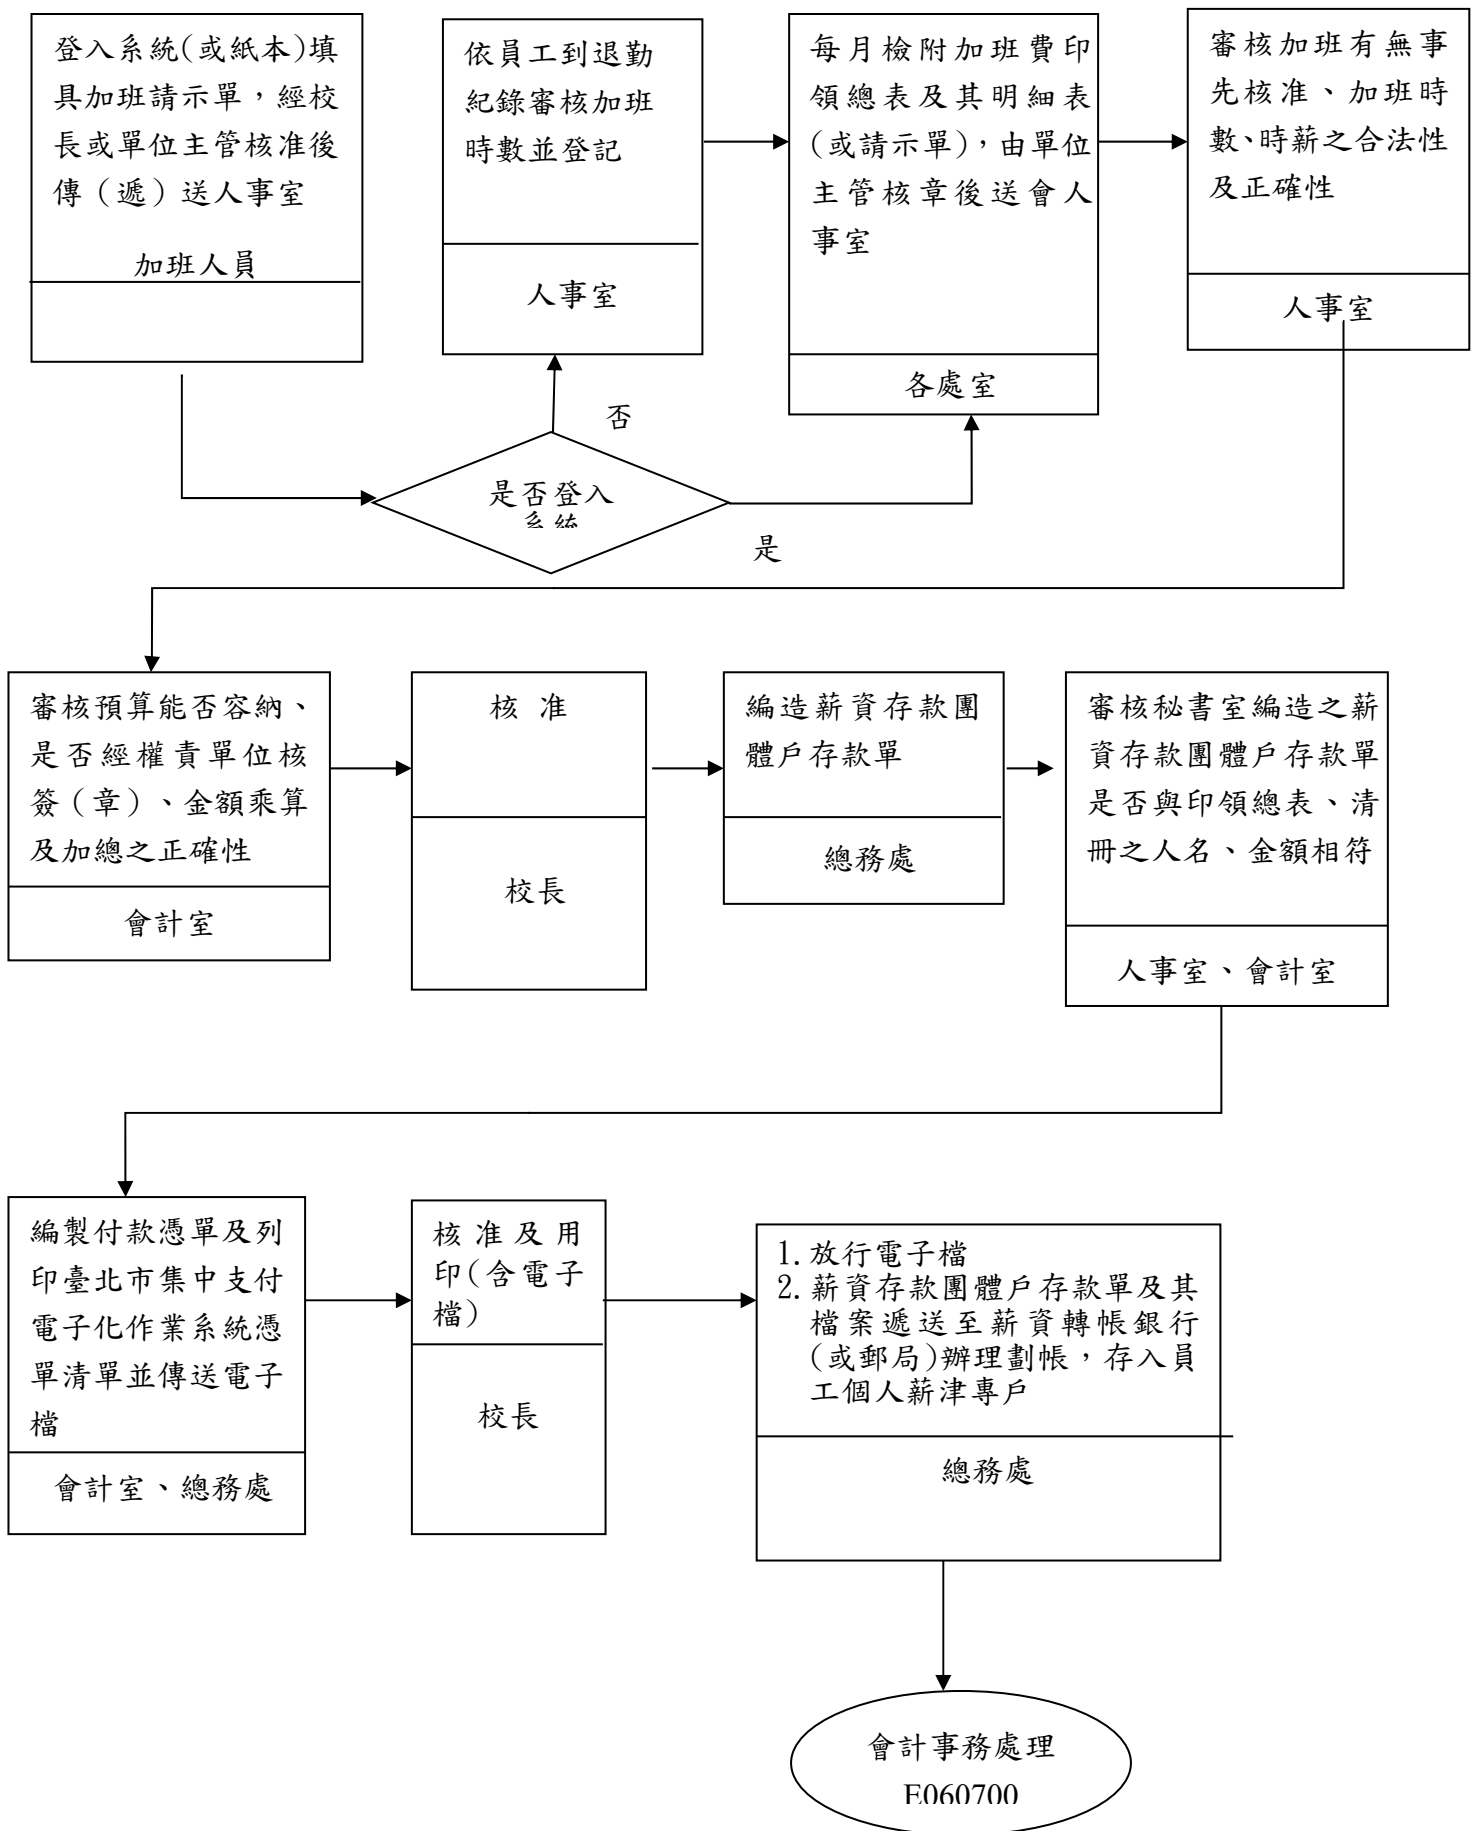 登入系統(或紙本)填
具加班請示單，經校
長或單位主管核准後
傳（遞）送人事室
加班人員
依員工到退勤
紀錄審核加班
時數並登記
人事室
每月檢附加班費印
領總表及其明細表
(或請示單)，由單位
主管核章後送會人
事室
各處室
審核加班有無事
先核准、加班時
數、時薪之合法性
及正確性
人事室
否
是否登入
系統
是
審核預算能否容納、
是否經權責單位核
簽（章）、金額乘算
及加總之正確性
會計室
核 准
校長
編造薪資存款團
體戶存款單
總務處
審核秘書室編造之薪
資存款團體戶存款單
是否與印領總表、清
冊之人名、金額相符
人事室、會計室
編製付款憑單及列
印臺北市集中支付
電子化作業系統憑
單清單並傳送電子
檔
會計室、總務處
核准及用
印(含電子
檔)
校長
1.放行電子檔
2.薪資存款團體戶存款單及其
檔案遞送至薪資轉帳銀行
(或郵局)辦理劃帳，存入員
工個人薪津專戶
總務處
會計事務處理
E060700